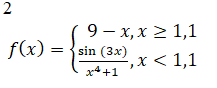 2
f(x) = { 9 − x, x ≥ 1,1
sin (3x) / x⁴+1 , x < 1,1